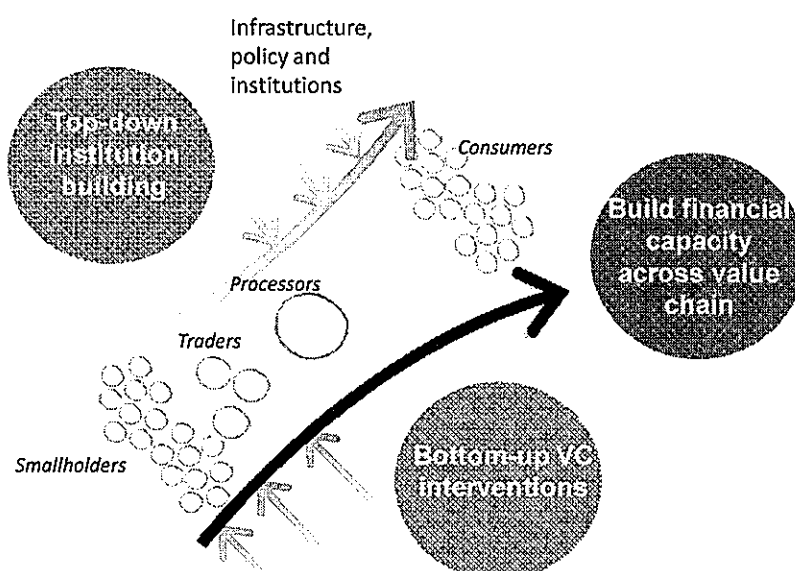 Infrastructure,
policy and
institutions
Top-down
institution
building
Consumers
Build financial
capacity
across value
chain
Processors
Traders
Smallholders
Bottom-up VC
interventions